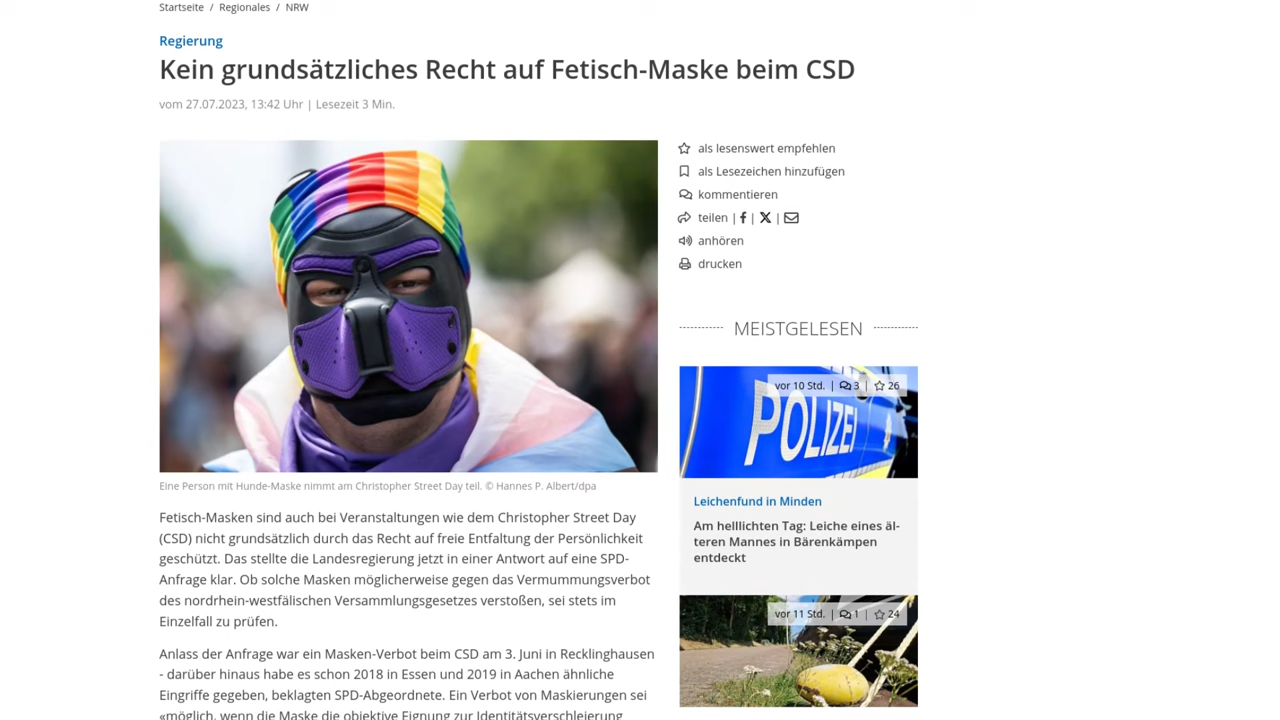 Startseite / Regionales / NRW
Regierung
Kein grundsätzliches Recht auf Fetisch-Maske beim CSD
vom 27.07.2023, 13:42 Uhr | Lesezeit 3 Min.
Eine Person mit Hunde-Maske nimmt am Christopher Street Day teil. © Hannes P. Albert/dpa
Fetisch-Masken sind auch bei Veranstaltungen wie dem Christopher Street Day
(CSD) nicht grundsätzlich durch das Recht auf freie Entfaltung der Persönlichkeit
geschützt. Das stellte die Landesregierung jetzt in einer Antwort auf eine SPD-
Anfrage klar. Ob solche Masken möglicherweise gegen das Vermummungsverbot
des nordrhein-westfälischen Versammlungsgesetzes verstoßen, sei stets im
Einzelfall zu prüfen.
Anlass der Anfrage war ein Masken-Verbot beim CSD am 3. Juni in Recklinghausen
- darüber hinaus habe es schon 2018 in Essen und 2019 in Aachen ähnliche
Eingriffe gegeben, beklagten SPD-Abgeordnete. Ein Verbot von Maskierungen sei
«möglich, wenn die Maske die objektive Eignung zur Identitätsverschleierung
als lesenswert empfehlen
als Lesezeichen hinzufügen
kommentieren
teilen | | |
anhören
drucken
MEISTGELESEN
vor 10 Std. | 3 | 26
POLIZEI
Leichenfund in Minden
Am helllichten Tag: Leiche eines äl-
teren Mannes in Bärenkämpen
entdeckt
vor 11 Std. | 1 | 24